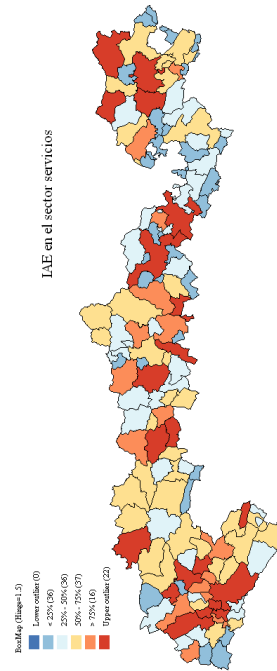 IAE en el sector servicios
BoxMap (Hinge=1.5)
Lower outlier (0)
< 25% (36)
25% - 50% (36)
50% - 75% (37)
> 75% (16)
Upper outlier (22)